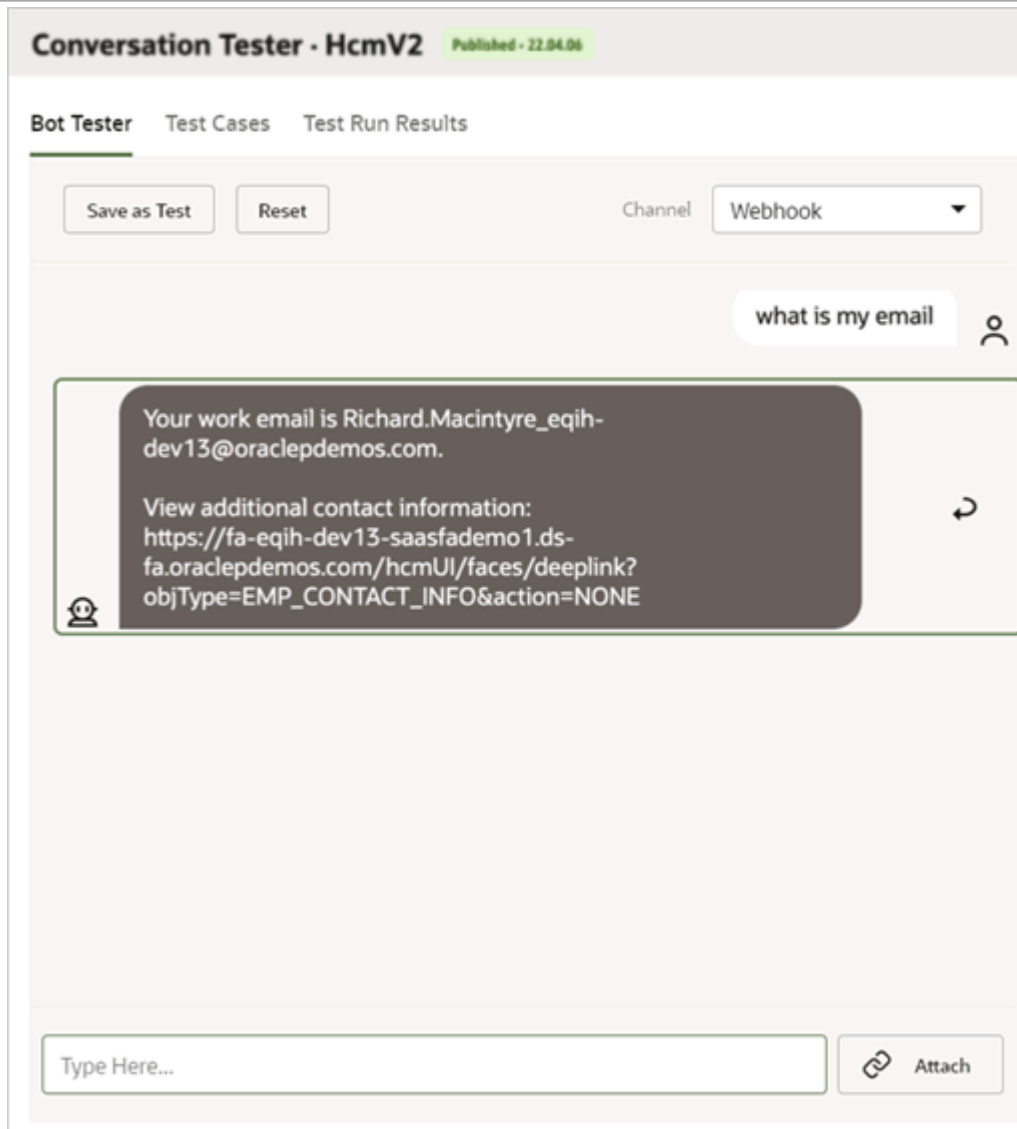 Conversation Tester · HcmV2 Published - 22.04.06
Bot Tester Test Cases Test Run Results
Save as Test Reset Channel Webhook
what is my email
Your work email is Richard.Macintyre_eqih-
dev13@oraclepdemos.com.
View additional contact information:
https://fa-eqih-dev13-saasfademo1.ds-
fa.oraclepdemos.com/hcmUI/faces/deeplink?
objType=EMP_CONTACT_INFO&action=NONE
Type Here... Attach